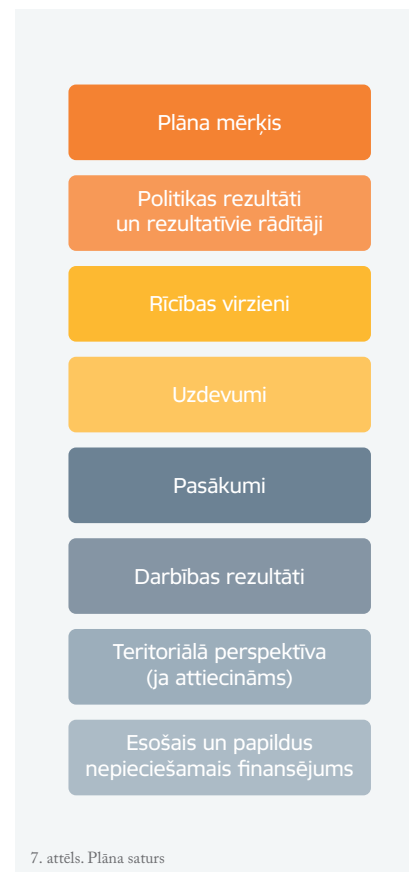 Plāna mērķis
Politikas rezultāti
un rezultatīvie rādītāji
Rīcības virzieni
Uzdevumi
Pasākumi
Darbības rezultāti
Teritoriālā perspektīva
(ja attiecināms)
Esošais un papildus
nepieciešamais finansējums
7. attēls. Plāna saturs